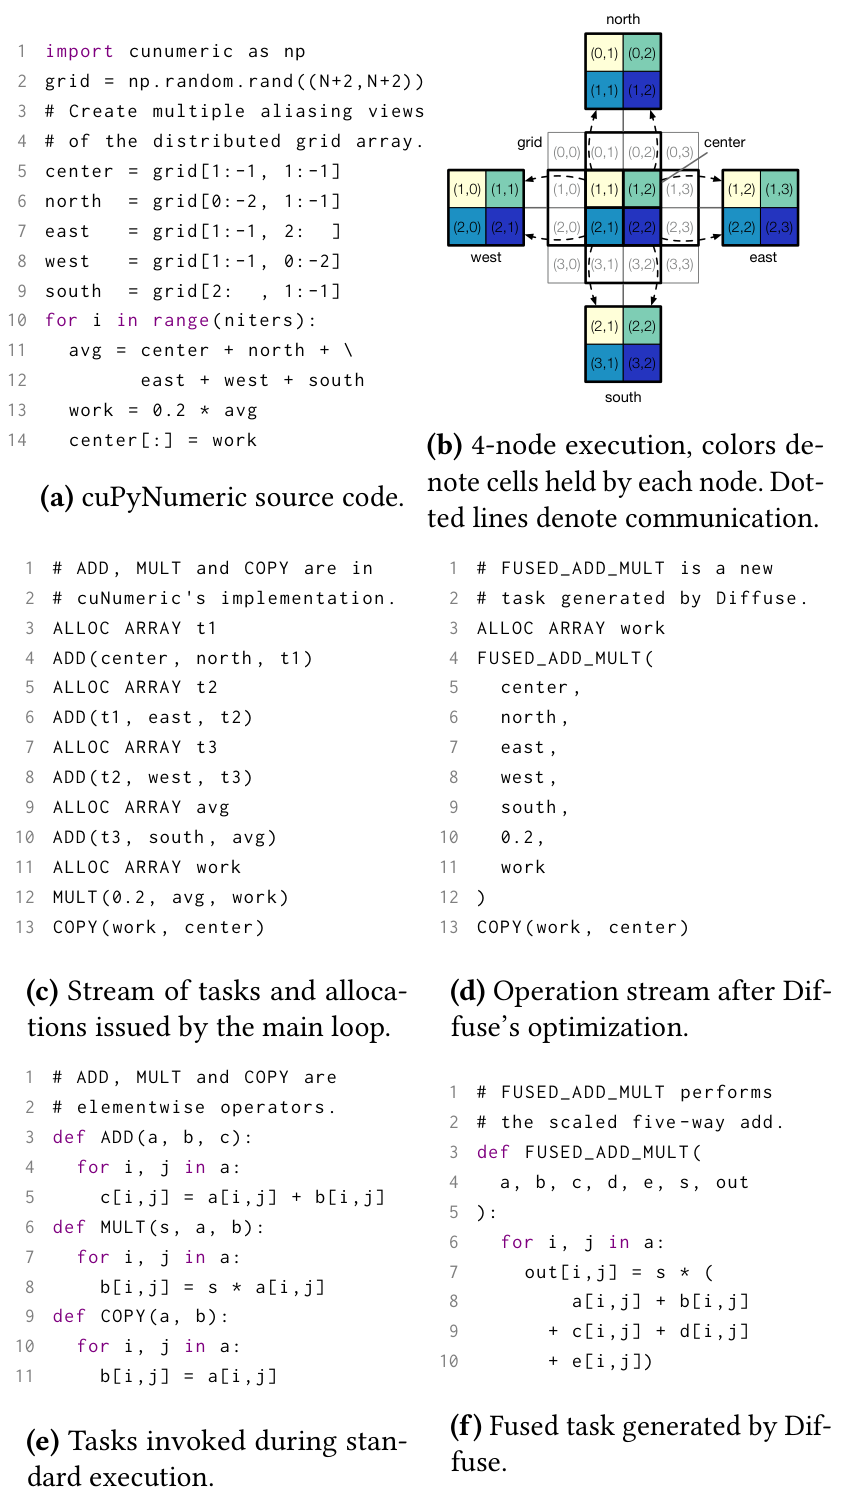 1 import cunumeric as np
2 grid = np.random.rand((N+2,N+2))
3 # Create multiple aliasing views
4 # of the distributed grid array.
5 center = grid[1:-1, 1:-1]
6 north  = grid[0:-2, 1:-1]
7 east   = grid[1:-1, 2:  ]
8 west   = grid[1:-1, 0:-2]
9 south  = grid[2:  , 1:-1]
10 for i in range(niters):
11   avg = center + north + \
12         east + west + south
13   work = 0.2 * avg
14   center[:] = work
(a) cuPyNumeric source code.
north
(0,1) (0,2)
(1,1) (1,2)
grid
center
(0,0) (0,1) (0,2) (0,3)
(1,0) (1,1) (1,0) (1,1) (1,2) (1,3) (1,2) (1,3)
(2,0) (2,1) (2,0) (2,1) (2,2) (2,3) (2,2) (2,3)
west
east
(3,0) (3,1) (3,2) (3,3)
(2,1) (2,2)
(3,1) (3,2)
south
(b) 4-node execution, colors de-
note cells held by each node. Dot-
ted lines denote communication.
1 # ADD, MULT and COPY are in
2 # cuNumeric's implementation.
3 ALLOC ARRAY t1
4 ADD(center, north, t1)
5 ALLOC ARRAY t2
6 ADD(t1, east, t2)
7 ALLOC ARRAY t3
8 ADD(t2, west, t3)
9 ALLOC ARRAY avg
10 ADD(t3, south, avg)
11 ALLOC ARRAY work
12 MULT(0.2, avg, work)
13 COPY(work, center)
(c) Stream of tasks and alloca-
tions issued by the main loop.
1 # FUSED_ADD_MULT is a new
2 # task generated by Diffuse.
3 ALLOC ARRAY work
4 FUSED_ADD_MULT(
5   center,
6   north,
7   east,
8   west,
9   south,
10   0.2,
11   work
12 )
13 COPY(work, center)
(d) Operation stream after Dif-
fuse's optimization.
1 # ADD, MULT and COPY are
2 # elementwise operators.
3 def ADD(a, b, c):
4   for i, j in a:
5     c[i,j] = a[i,j] + b[i,j]
6 def MULT(s, a, b):
7   for i, j in a:
8     b[i,j] = s * a[i,j]
9 def COPY(a, b):
10   for i, j in a:
11     b[i,j] = a[i,j]
(e) Tasks invoked during stan-
dard execution.
1 # FUSED_ADD_MULT performs
2 # the scaled five-way add.
3 def FUSED_ADD_MULT(
4   a, b, c, d, e, s, out
5 ):
6   for i, j in a:
7     out[i,j] = s * (
8         a[i,j] + b[i,j]
9       + c[i,j] + d[i,j]
10       + e[i,j])
(f) Fused task generated by Dif-
fuse.